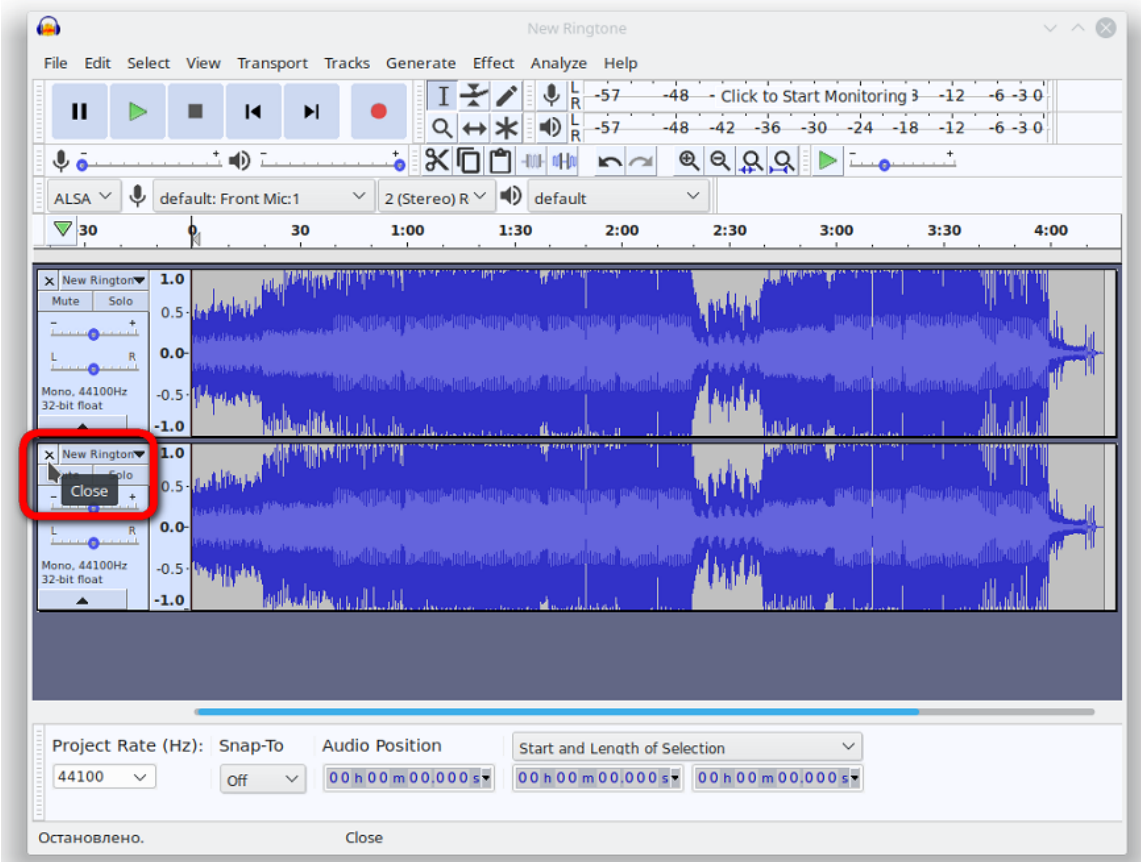 New Ringtone
File Edit Select View Transport Tracks Generate Effect Analyze Help
L
R
-57 -48 - Click to Start Monitoring 3 -12 -6 -3 0
L
R
-57 -48 -42 -36 -30 -24 -18 -12 -6 -3 0
- + - + - +
ALSA default: Front Mic:1 2 (Stereo) R default
30 0 30 1:00 1:30 2:00 2:30 3:00 3:30 4:00
x New Rington 1.0
Mute Solo
0.5
- +
L R 0.0
Mono, 44100Hz
-0.5
32-bit float
-1.0
x New Rington 1.0
Solo
0.5
Close
- +
0.0
L R
Mono, 44100Hz
-0.5
32-bit float
-1.0
Project Rate (Hz): Snap-To Audio Position Start and Length of Selection
44100 Off 00 h 00 m 00.000 s 00 h 00 m 00.000 s 00 h 00 m 00.000 s
Остановлено. Close